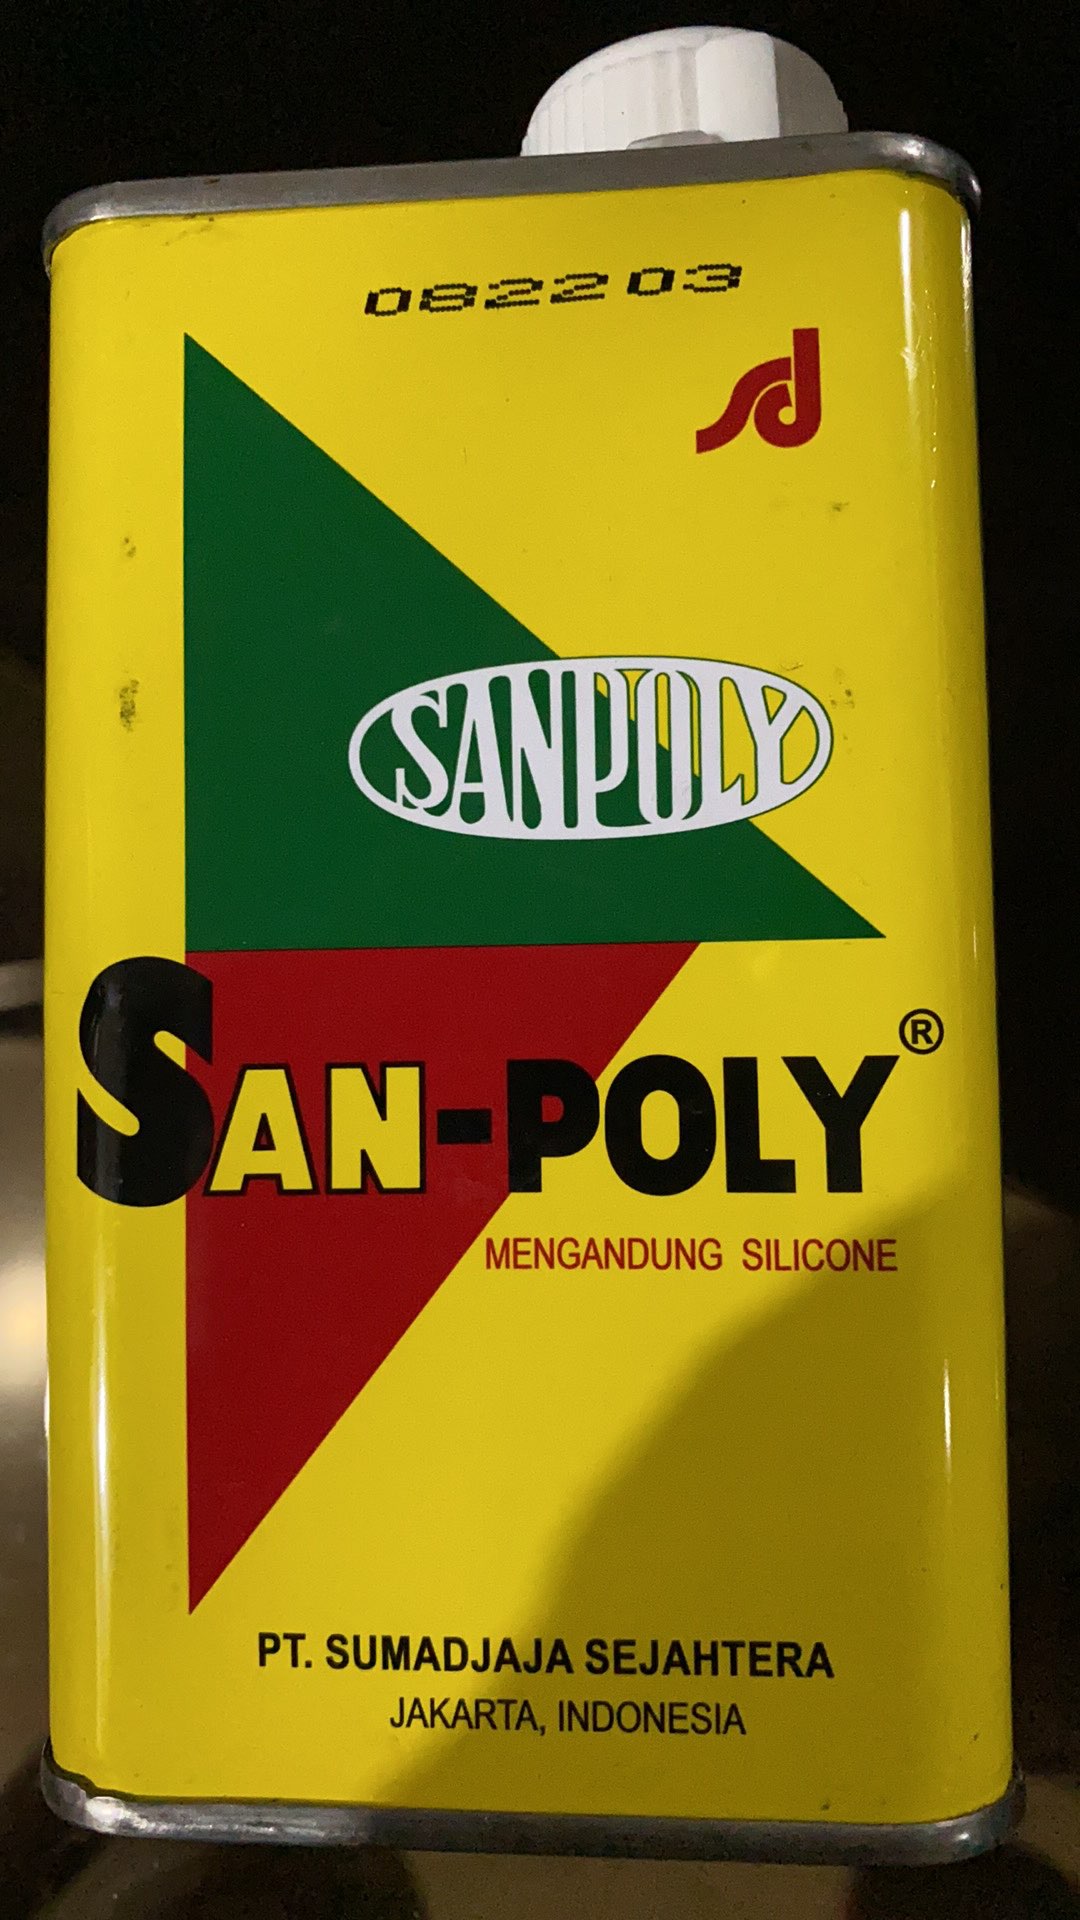 082203
sd
SANPOLY
SAN-POLY®
MENGANDUNG SILICONE
PT. SUMADJAJA SEJAHTERA
JAKARTA, INDONESIA